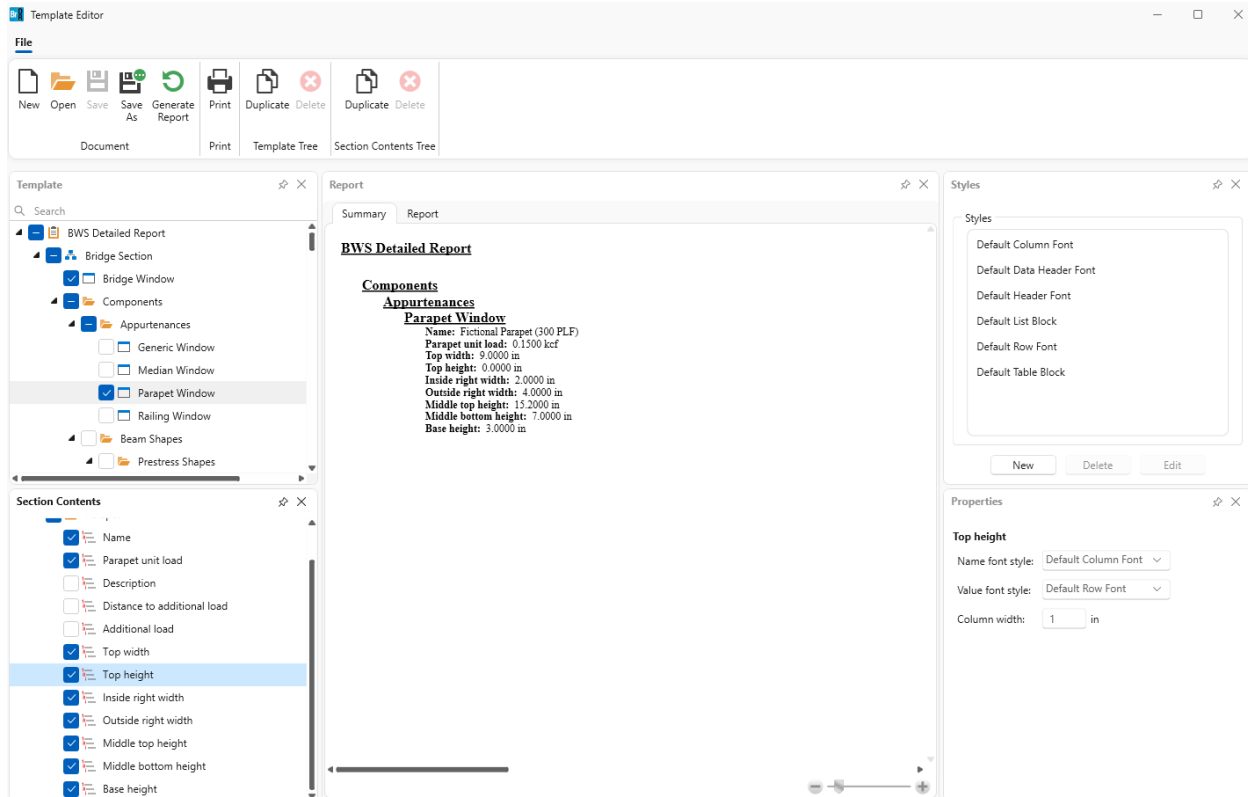 Br
Template Editor
File
New
Open
Save
Save As
Generate Report
Print
Duplicate
Delete
Duplicate
Delete
Document
Print
Template Tree
Section Contents Tree
Template
Search
BWS Detailed Report
Bridge Section
Bridge Window
Components
Appurtenances
Generic Window
Median Window
Parapet Window
Railing Window
Beam Shapes
Prestress Shapes
Section Contents
Name
Parapet unit load
Description
Distance to additional load
Additional load
Top width
Top height
Inside right width
Outside right width
Middle top height
Middle bottom height
Base height
Report
Summary
Report
BWS Detailed Report
Components
Appurtenances
Parapet Window
Name: Fictional Parapet (300 PLF)
Parapet unit load: 0.1500 kcf
Top width: 9.0000 in
Top height: 0.0000 in
Inside right width: 2.0000 in
Outside right width: 4.0000 in
Middle top height: 15.2000 in
Middle bottom height: 7.0000 in
Base height: 3.0000 in
Styles
Styles
Default Column Font
Default Data Header Font
Default Header Font
Default List Block
Default Row Font
Default Table Block
New
Delete
Edit
Properties
Top height
Name font style: Default Column Font
Value font style: Default Row Font
Column width: 1 in